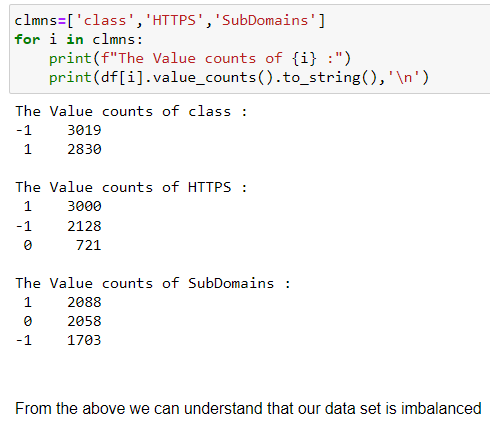 clmns=['class','HTTPS','SubDomains']
for i in clmns:
    print(f"The Value counts of {i} :")
    print(df[i].value_counts().to_string(),'\n')
The Value counts of class :
-1    3019
 1    2830
The Value counts of HTTPS :
 1    3000
-1    2128
 0     721
The Value counts of SubDomains :
 1    2088
 0    2058
-1    1703
From the above we can understand that our data set is imbalanced